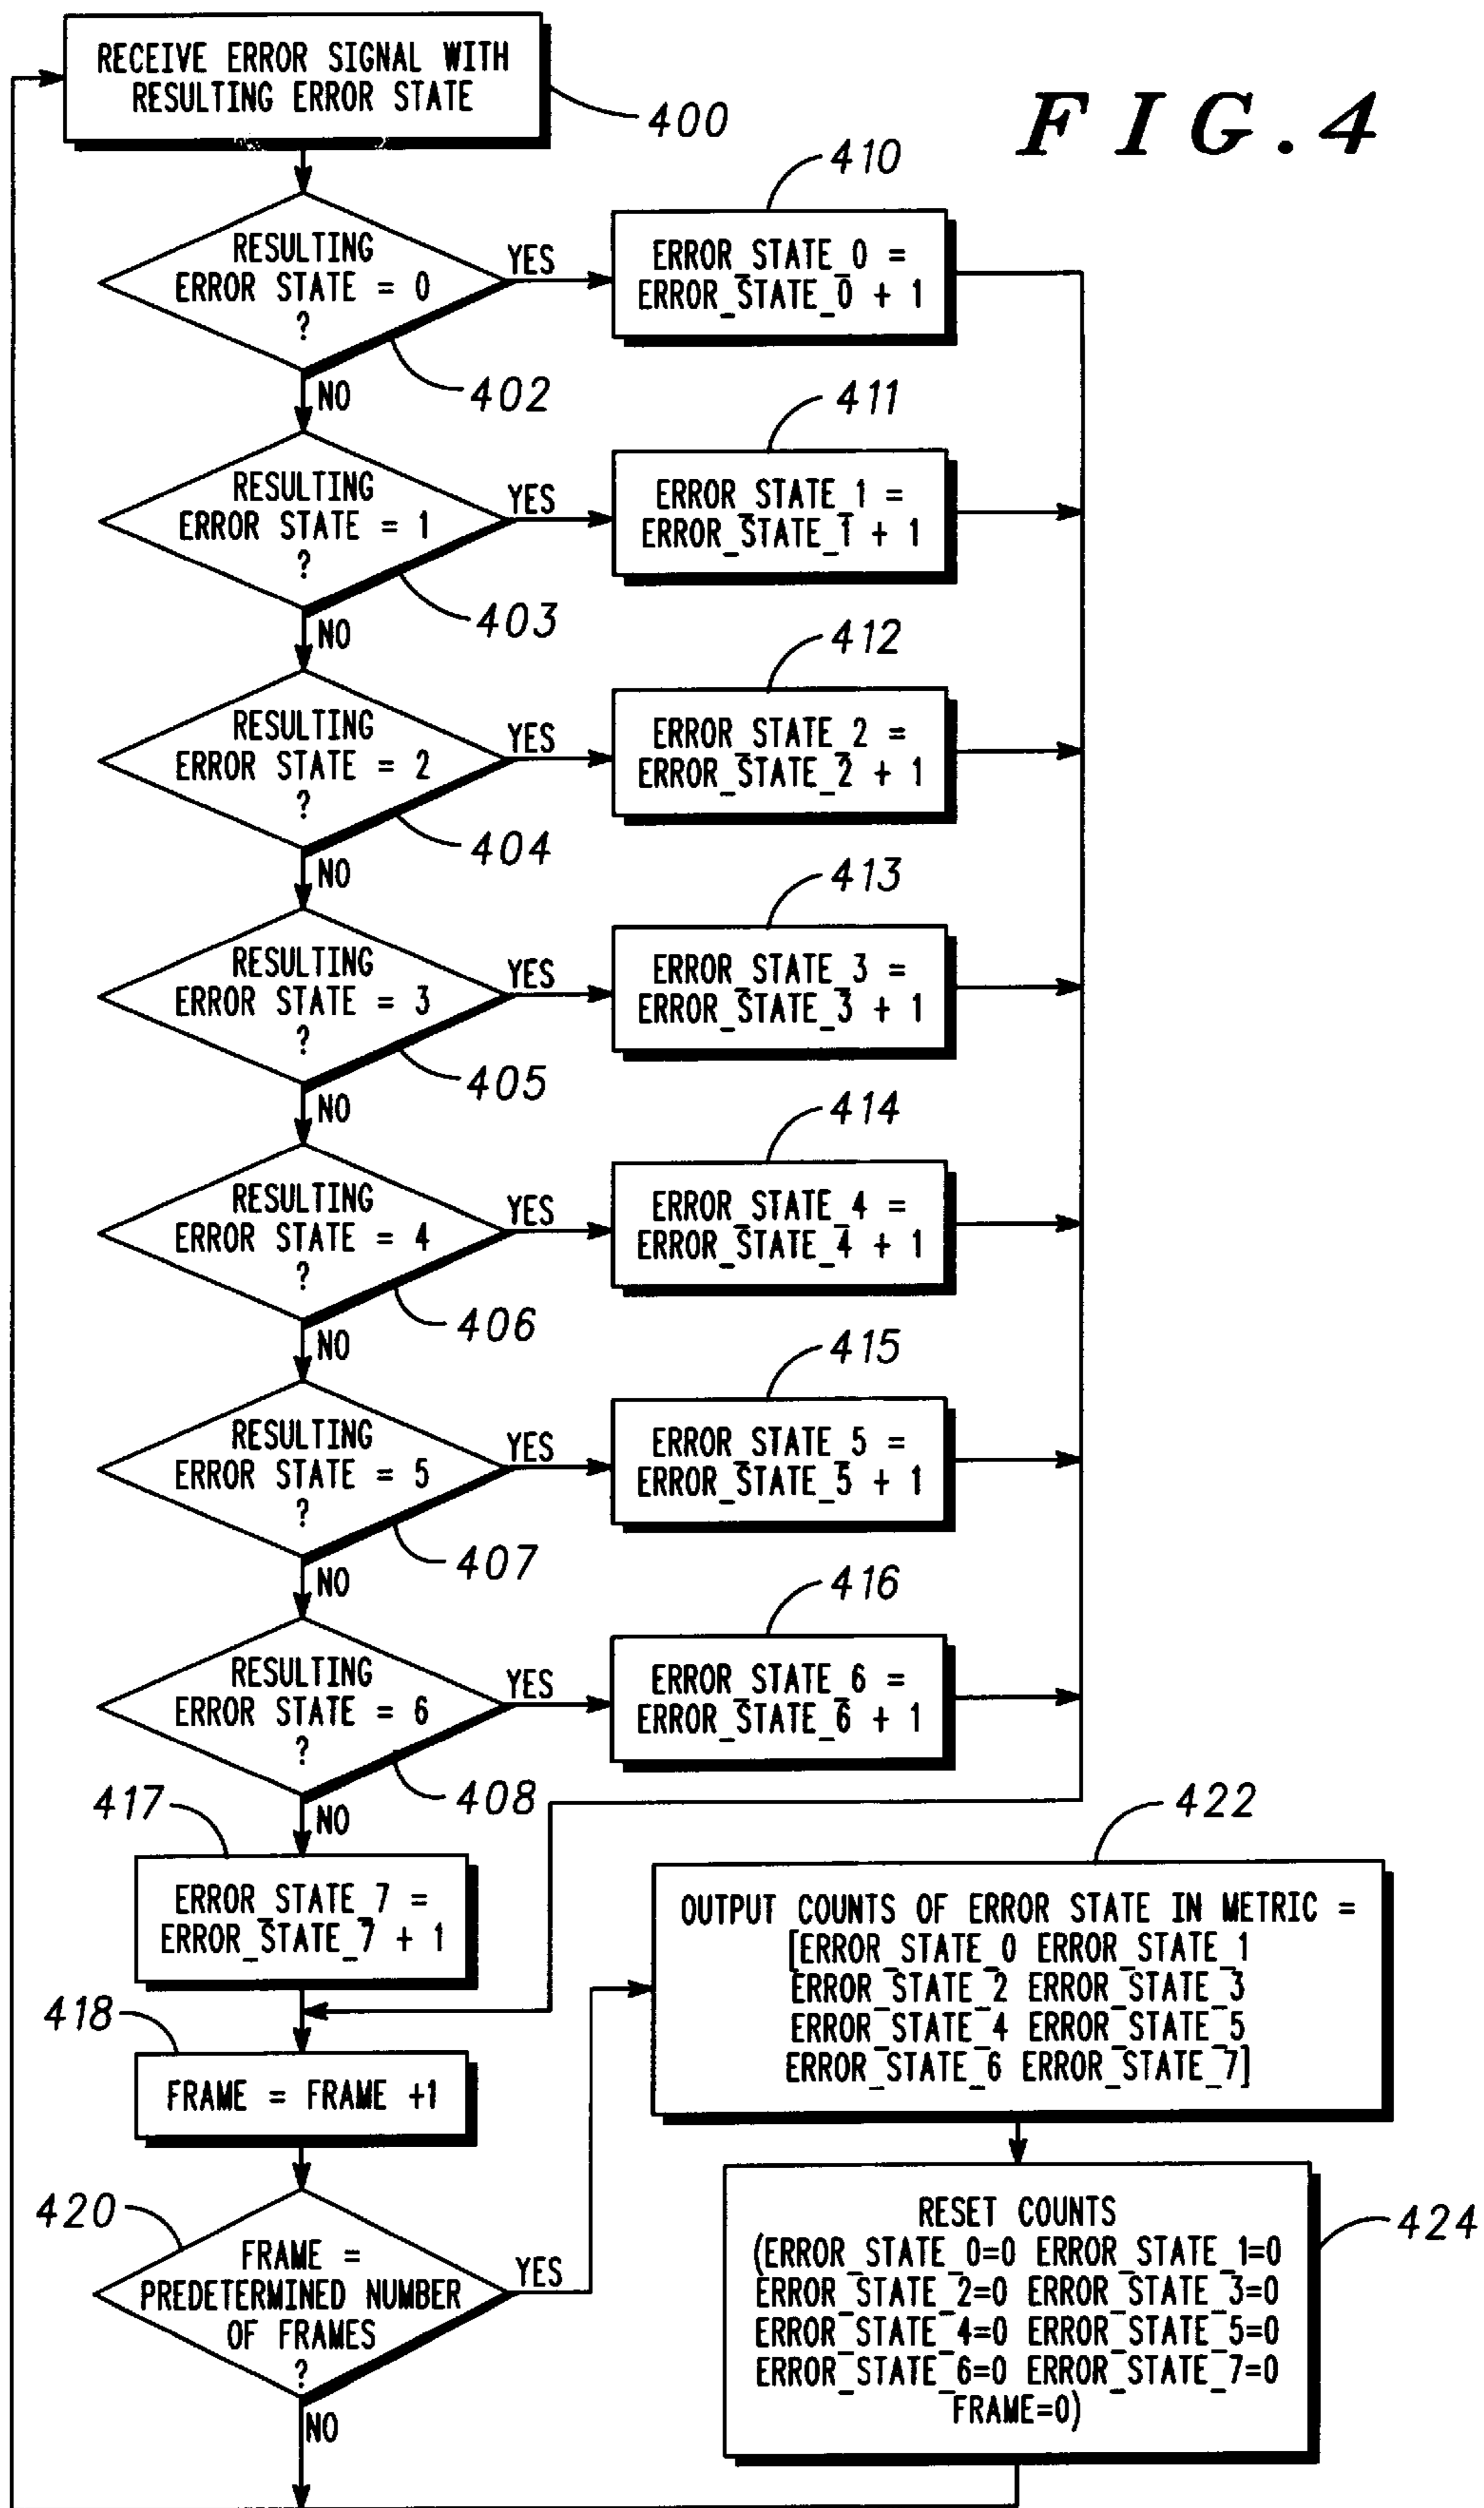 RECEIVE ERROR SIGNAL WITH
RESULTING ERROR STATE
400
FIG.4
RESULTING
ERROR STATE = 0
?
YES
NO
402
410
ERROR_STATE_0 =
ERROR_STATE_0 + 1
RESULTING
ERROR STATE = 1
?
YES
NO
403
411
ERROR_STATE_1 =
ERROR_STATE_1 + 1
RESULTING
ERROR STATE = 2
?
YES
NO
404
412
ERROR_STATE_2 =
ERROR_STATE_2 + 1
RESULTING
ERROR STATE = 3
?
YES
NO
405
413
ERROR_STATE_3 =
ERROR_STATE_3 + 1
RESULTING
ERROR STATE = 4
?
YES
NO
406
414
ERROR_STATE_4 =
ERROR_STATE_4 + 1
RESULTING
ERROR STATE = 5
?
YES
NO
407
415
ERROR_STATE_5 =
ERROR_STATE_5 + 1
RESULTING
ERROR STATE = 6
?
YES
NO
408
416
ERROR_STATE_6 =
ERROR_STATE_6 + 1
417
ERROR_STATE_7 =
ERROR_STATE_7 + 1
418
FRAME = FRAME +1
420
FRAME =
PREDETERMINED NUMBER
OF FRAMES
?
YES
NO
422
OUTPUT COUNTS OF ERROR STATE IN METRIC =
[ERROR_STATE_0 ERROR_STATE_1
ERROR_STATE_2 ERROR_STATE_3
ERROR_STATE_4 ERROR_STATE_5
ERROR_STATE_6 ERROR_STATE_7]
RESET COUNTS
(ERROR_STATE_0=0 ERROR_STATE_1=0
ERROR_STATE_2=0 ERROR_STATE_3=0
ERROR_STATE_4=0 ERROR_STATE_5=0
ERROR_STATE_6=0 ERROR_STATE_7=0
FRAME=0)
424